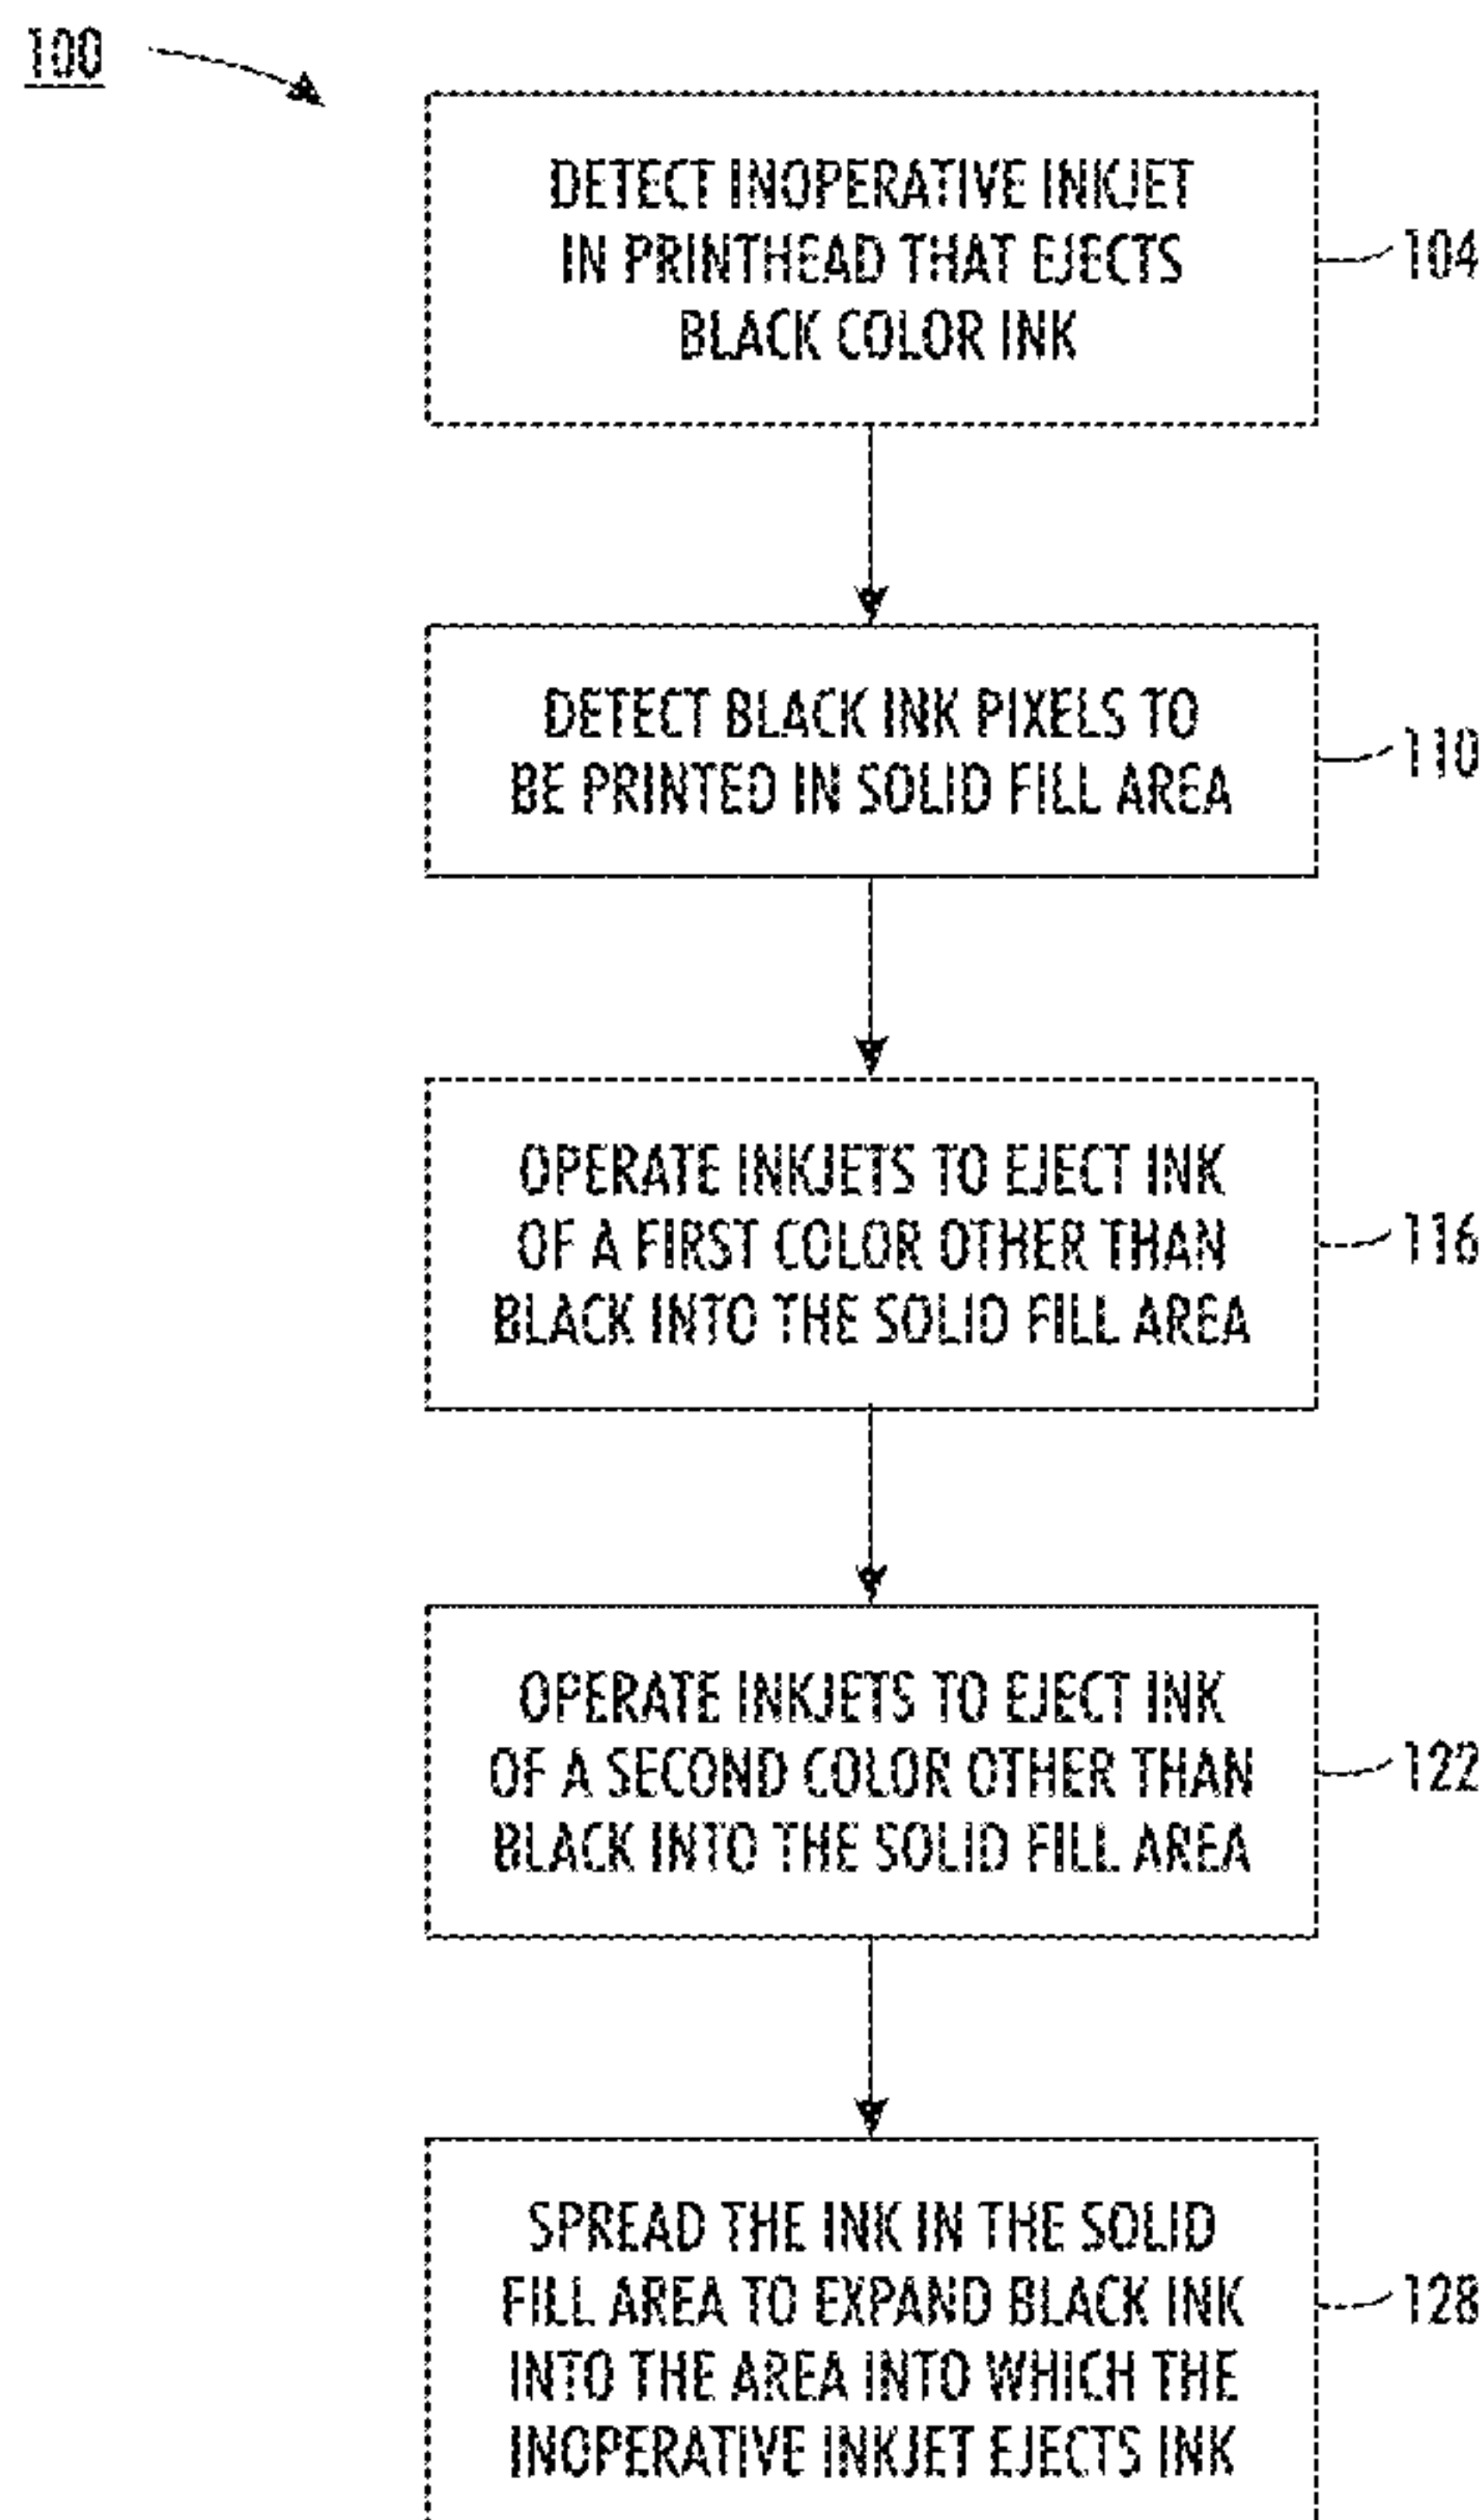 100
DETECT INOPERATIVE INKJET
IN PRINTHEAD THAT EJECTS
BLACK COLOR INK
104
DETECT BLACK INK PIXELS TO
BE PRINTED IN SOLID FILL AREA
110
OPERATE INKJETS TO EJECT INK
OF A FIRST COLOR OTHER THAN
BLACK INTO THE SOLID FILL AREA
116
OPERATE INKJETS TO EJECT INK
OF A SECOND COLOR OTHER THAN
BLACK INTO THE SOLID FILL AREA
122
SPREAD THE INK IN THE SOLID
FILL AREA TO EXPAND BLACK INK
INTO THE AREA INTO WHICH THE
INOPERATIVE INKJET EJECTS INK
128